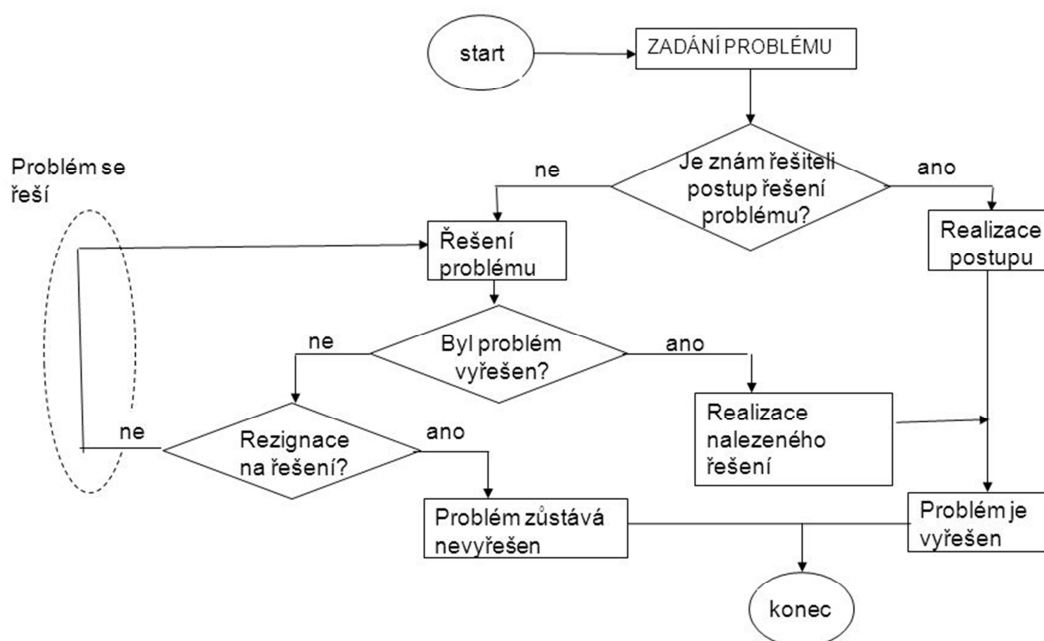 start
ZADÁNÍ PROBLÉMU
Je znám řešiteli
postup řešení
problému?
ne
ano
Problém se
řeší
Řešení
problému
Realizace
postupu
Byl problém
vyřešen?
ne
ano
Realizace
nalezeného
řešení
Rezignace
na řešení?
ne
ano
Problém zůstává
nevyřešen
Problém je
vyřešen
konec